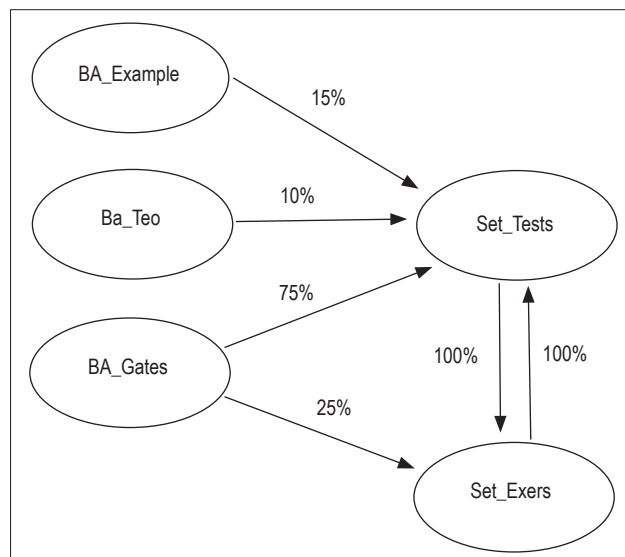 BA_Example
15%
Ba_Teo
10%
Set_Tests
75%
BA_Gates
100%
100%
25%
Set_Exers